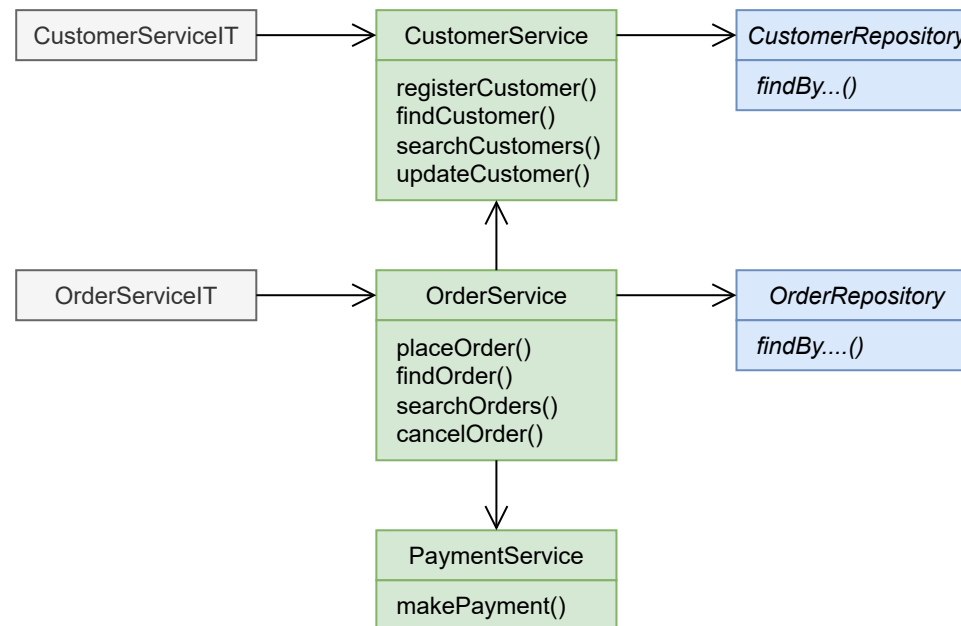 CustomerServiceIT
CustomerService
registerCustomer()
findCustomer()
searchCustomers()
updateCustomer()
CustomerRepository
findBy...()
OrderServiceIT
OrderService
placeOrder()
findOrder()
searchOrders()
cancelOrder()
OrderRepository
findBy....()
PaymentService
makePayment()